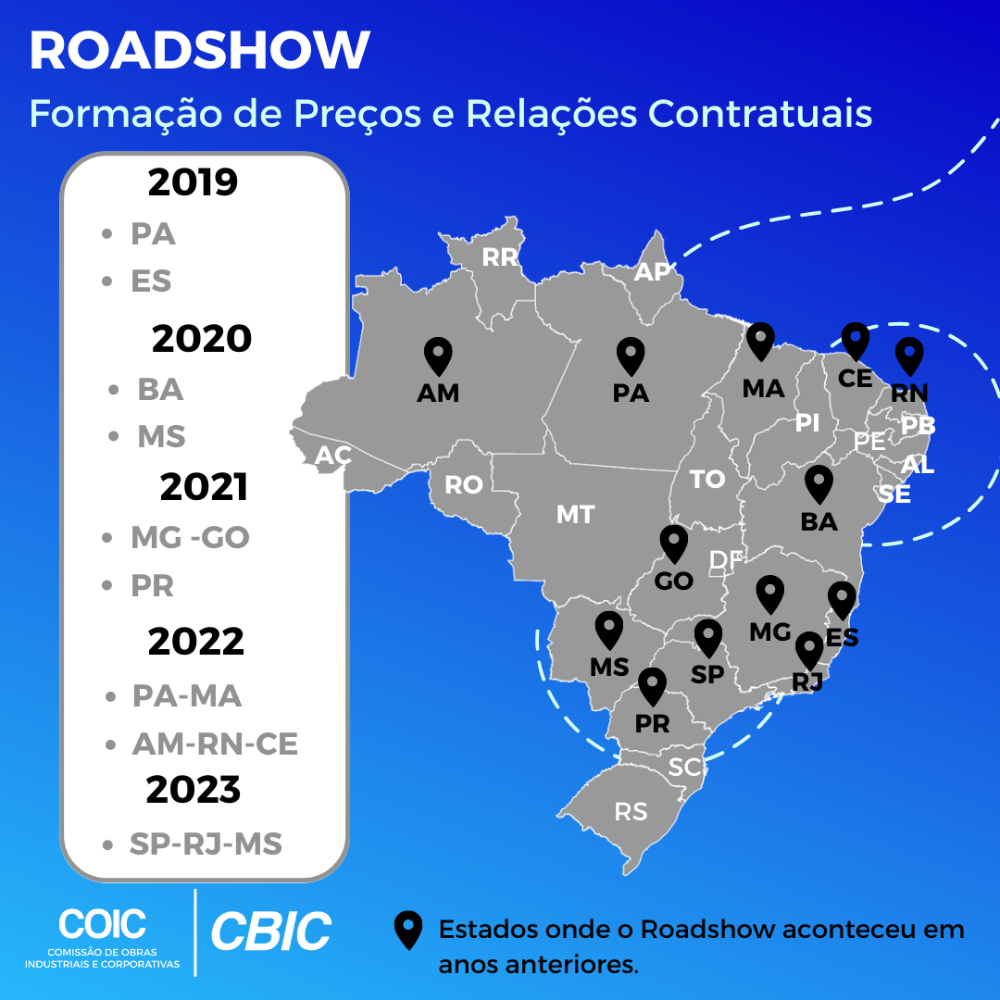 ROADSHOW
Formação de Preços e Relações Contratuais
2019
• PA
• ES
2020
• BA
• MS
2021
• MG -GO
• PR
2022
• PA-MA
• AM-RN-CE
2023
• SP-RJ-MS
RR
AP
AM
PA
MA
CE
RN
PI
PB
PE
AC
AL
RO
TO
SE
MT
BA
DF
GO
MG
ES
MS
SP
RJ
PR
SC
RS
COIC
COMISSÃO DE OBRAS
INDUSTRIAIS E CORPORATIVAS
CBIC
Estados onde o Roadshow aconteceu em
anos anteriores.